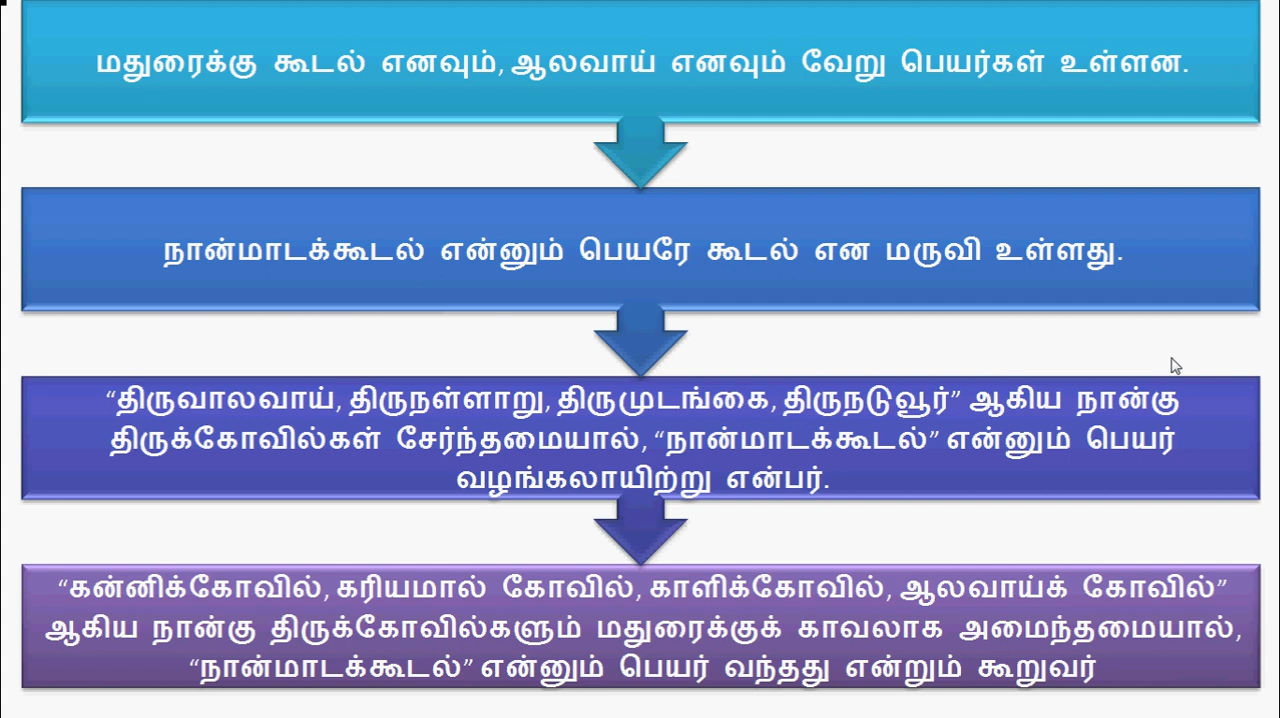 மதுரைக்கு கூடல் எனவும், ஆலவாய் எனவும் வேறு பெயர்கள் உள்ளன.
நான்மாடக்கூடல் என்னும் பெயரே கூடல் என மருவி உள்ளது.
“திருவாலவாய், திருநள்ளாறு, திருமுடங்கை, திருநடுவூர்” ஆகிய நான்கு
திருக்கோவில்கள் சேர்ந்தமையால், “நான்மாடக்கூடல்” என்னும் பெயர்
வழங்கலாயிற்று என்பர்.
“கன்னிக்கோவில், கரியமால் கோவில், காளிக்கோவில், ஆலவாய்க் கோவில்”
ஆகிய நான்கு திருக்கோவில்களும் மதுரைக்குக் காவலாக அமைந்தமையால்,
“நான்மாடக்கூடல்” என்னும் பெயர் வந்தது என்றும் கூறுவர்